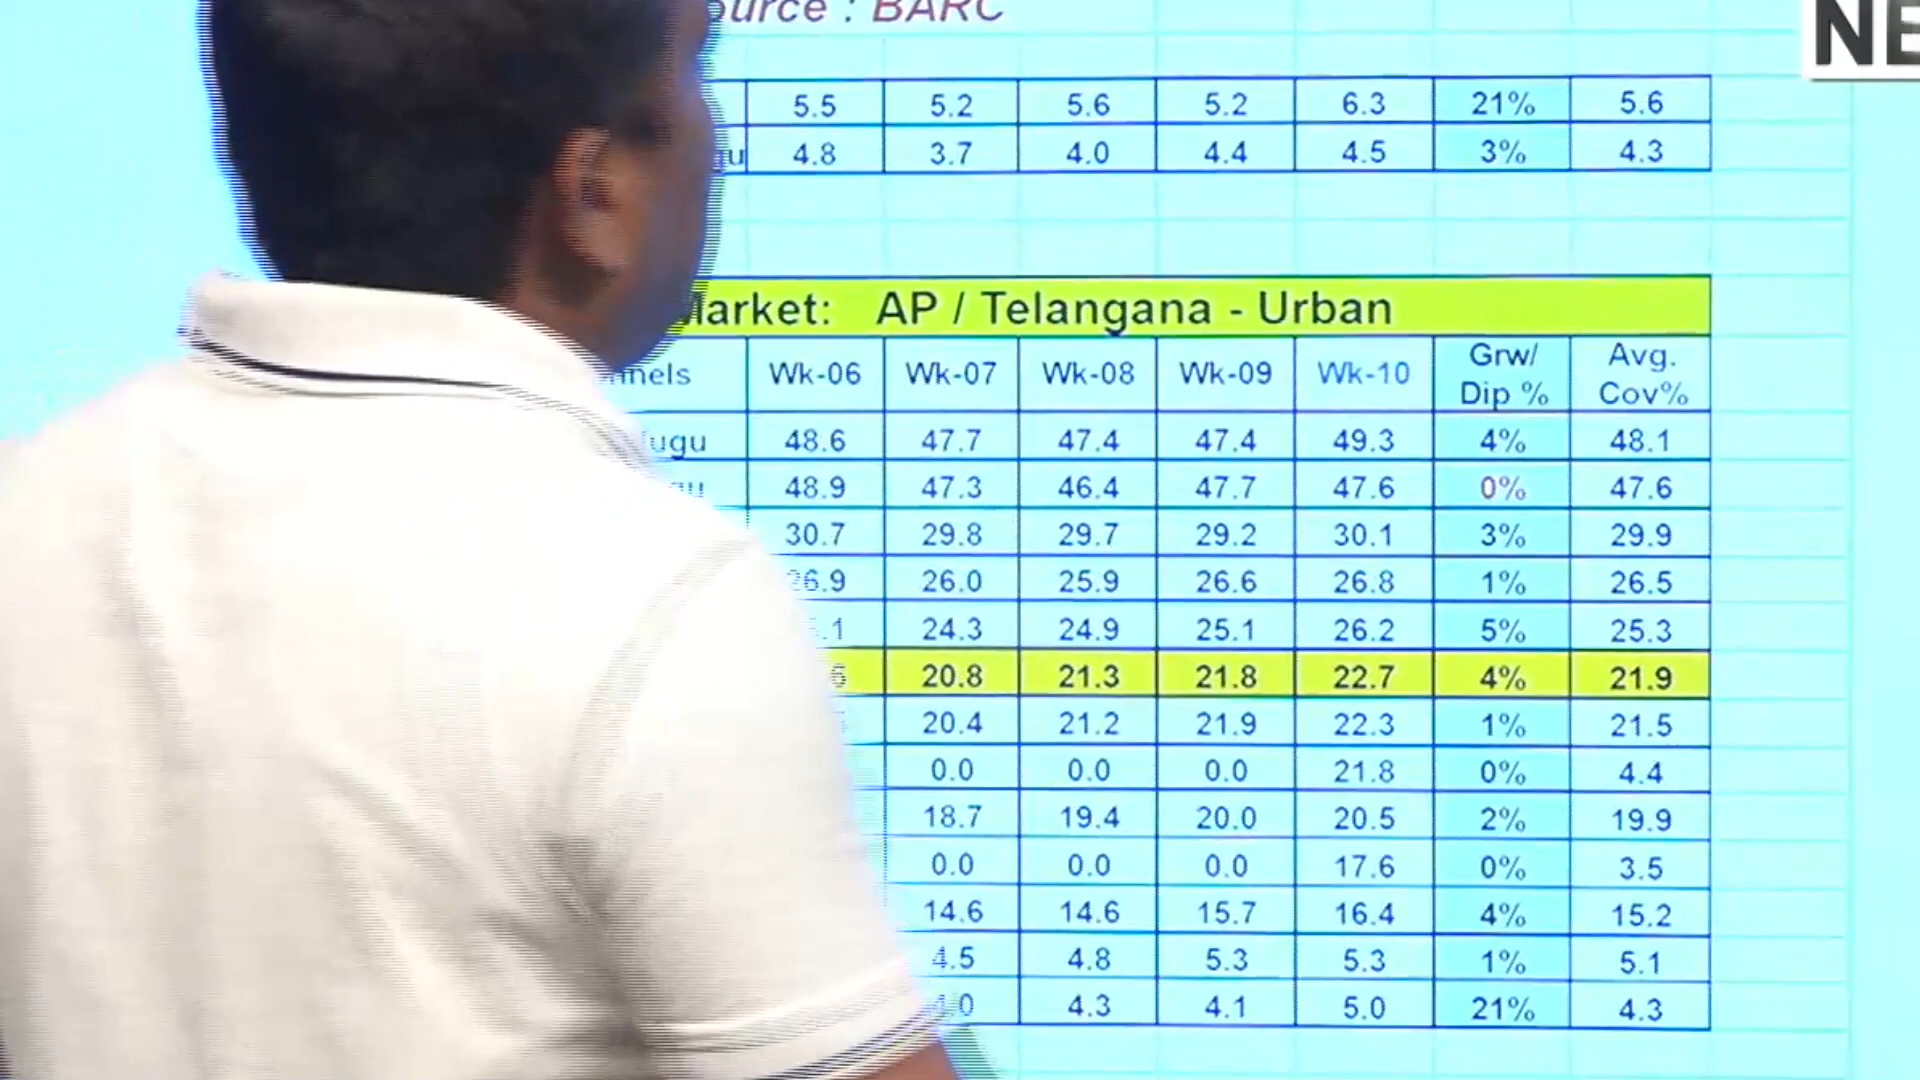 : BARC
NE
5.5 5.2 5.6 5.2 6.3 21% 5.6
4.8 3.7 4.0 4.4 4.5 3% 4.3
Market: AP / Telangana - Urban
Wk-06 Wk-07 Wk-08 Wk-09 Wk-10 Grw/ Dip % Avg. Cov%
48.6 47.7 47.4 47.4 49.3 4% 48.1
48.9 47.3 46.4 47.7 47.6 0% 47.6
30.7 29.8 29.7 29.2 30.1 3% 29.9
26.9 26.0 25.9 26.6 26.8 1% 26.5
24.3 24.9 25.1 26.2 5% 25.3
20.8 21.3 21.8 22.7 4% 21.9
20.4 21.2 21.9 22.3 1% 21.5
0.0 0.0 0.0 21.8 0% 4.4
18.7 19.4 20.0 20.5 2% 19.9
0.0 0.0 0.0 17.6 0% 3.5
14.6 14.6 15.7 16.4 4% 15.2
4.5 4.8 5.3 5.3 1% 5.1
4.3 4.1 5.0 21% 4.3